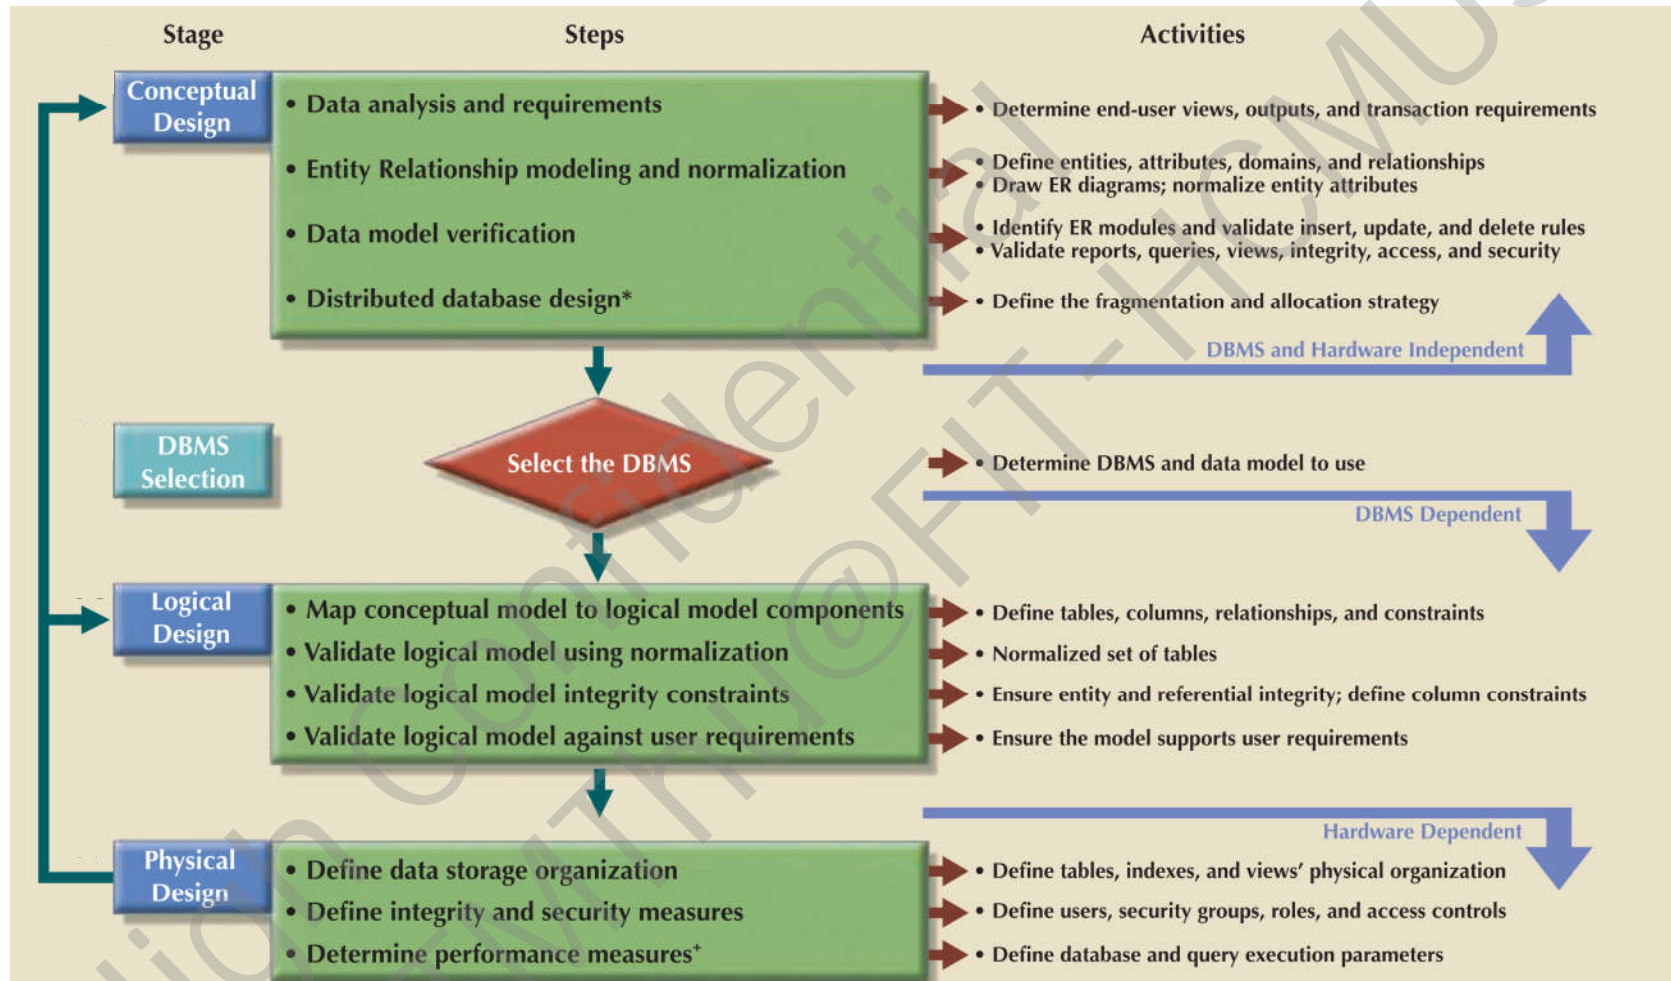 Stage Steps Activities
Conceptual
Design
• Data analysis and requirements
• Determine end-user views, outputs, and transaction requirements
• Entity Relationship modeling and normalization
• Define entities, attributes, domains, and relationships
• Draw ER diagrams; normalize entity attributes
• Data model verification
• Identify ER modules and validate insert, update, and delete rules
• Validate reports, queries, views, integrity, access, and security
• Distributed database design*
• Define the fragmentation and allocation strategy
DBMS and Hardware Independent
DBMS
Selection
Select the DBMS
• Determine DBMS and data model to use
DBMS Dependent
Logical
Design
• Map conceptual model to logical model components
• Define tables, columns, relationships, and constraints
• Validate logical model using normalization
• Normalized set of tables
• Validate logical model integrity constraints
• Ensure entity and referential integrity; define column constraints
• Validate logical model against user requirements
• Ensure the model supports user requirements
Hardware Dependent
Physical
Design
• Define data storage organization
• Define tables, indexes, and views’ physical organization
• Define integrity and security measures
• Define users, security groups, roles, and access controls
• Determine performance measures+
• Define database and query execution parameters
Confidential
@FIT-HCMUS